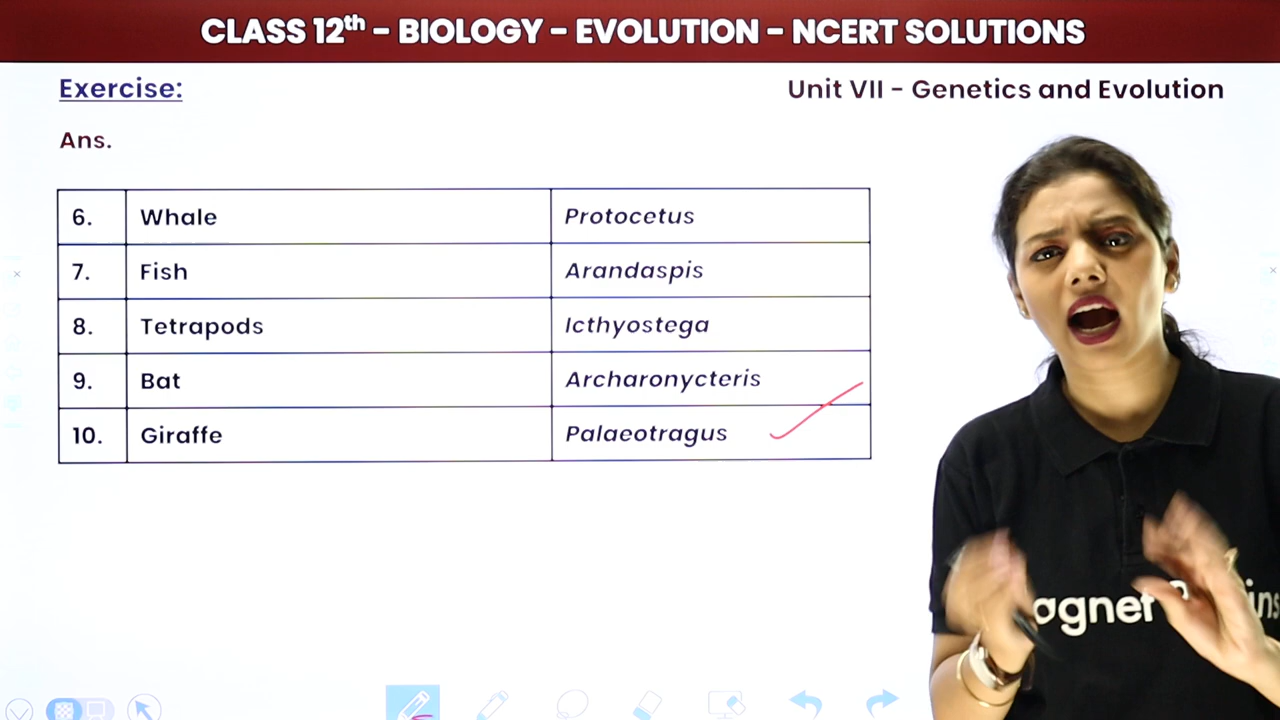 CLASS 12th - BIOLOGY - EVOLUTION - NCERT SOLUTIONS
Exercise:
Unit VII - Genetics and Evolution
Ans.
6. Whale Protocetus
7. Fish Arandaspis
8. Tetrapods Icthyostega
9. Bat Archaronycteris
10. Giraffe Palaeotragus